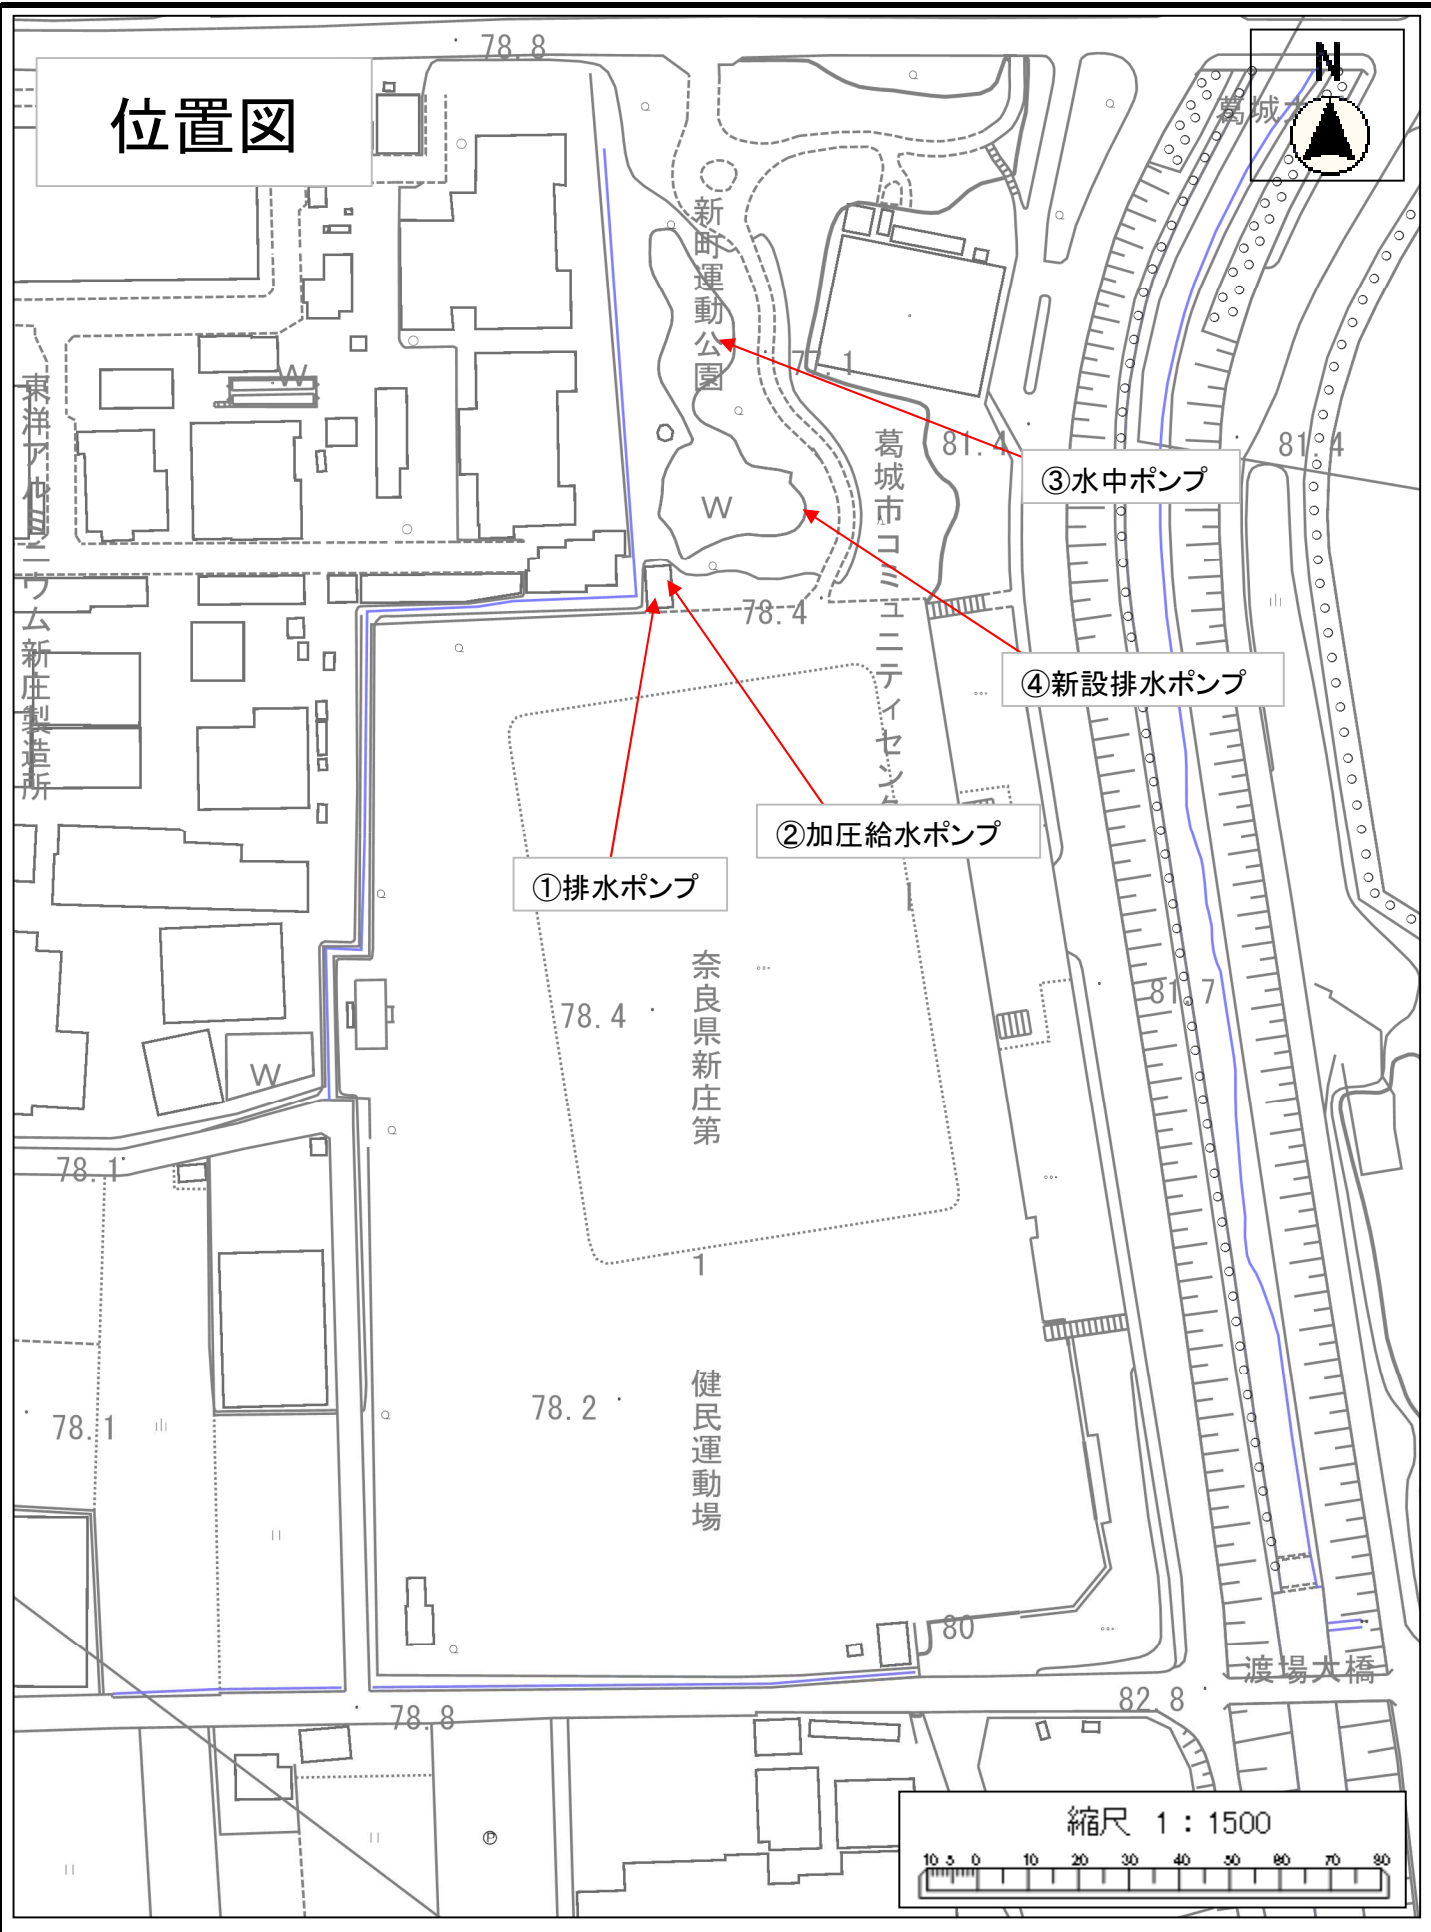 位置図
N
葛城大
78.8
新町運動公園
77.1
81.4
81.4
東洋アルミニウム新庄製造所
W
W
W
葛城市コミュニティセンター
③水中ポンプ
④新設排水ポンプ
②加圧給水ポンプ
①排水ポンプ
78.4
78.4
81.7
奈良県新庄第1健民運動場
78.1
78.2
78.1
80
渡場大橋
82.8
78.8
P
縮尺 1:1500
10 5 0 10 20 30 40 50 60 70 80